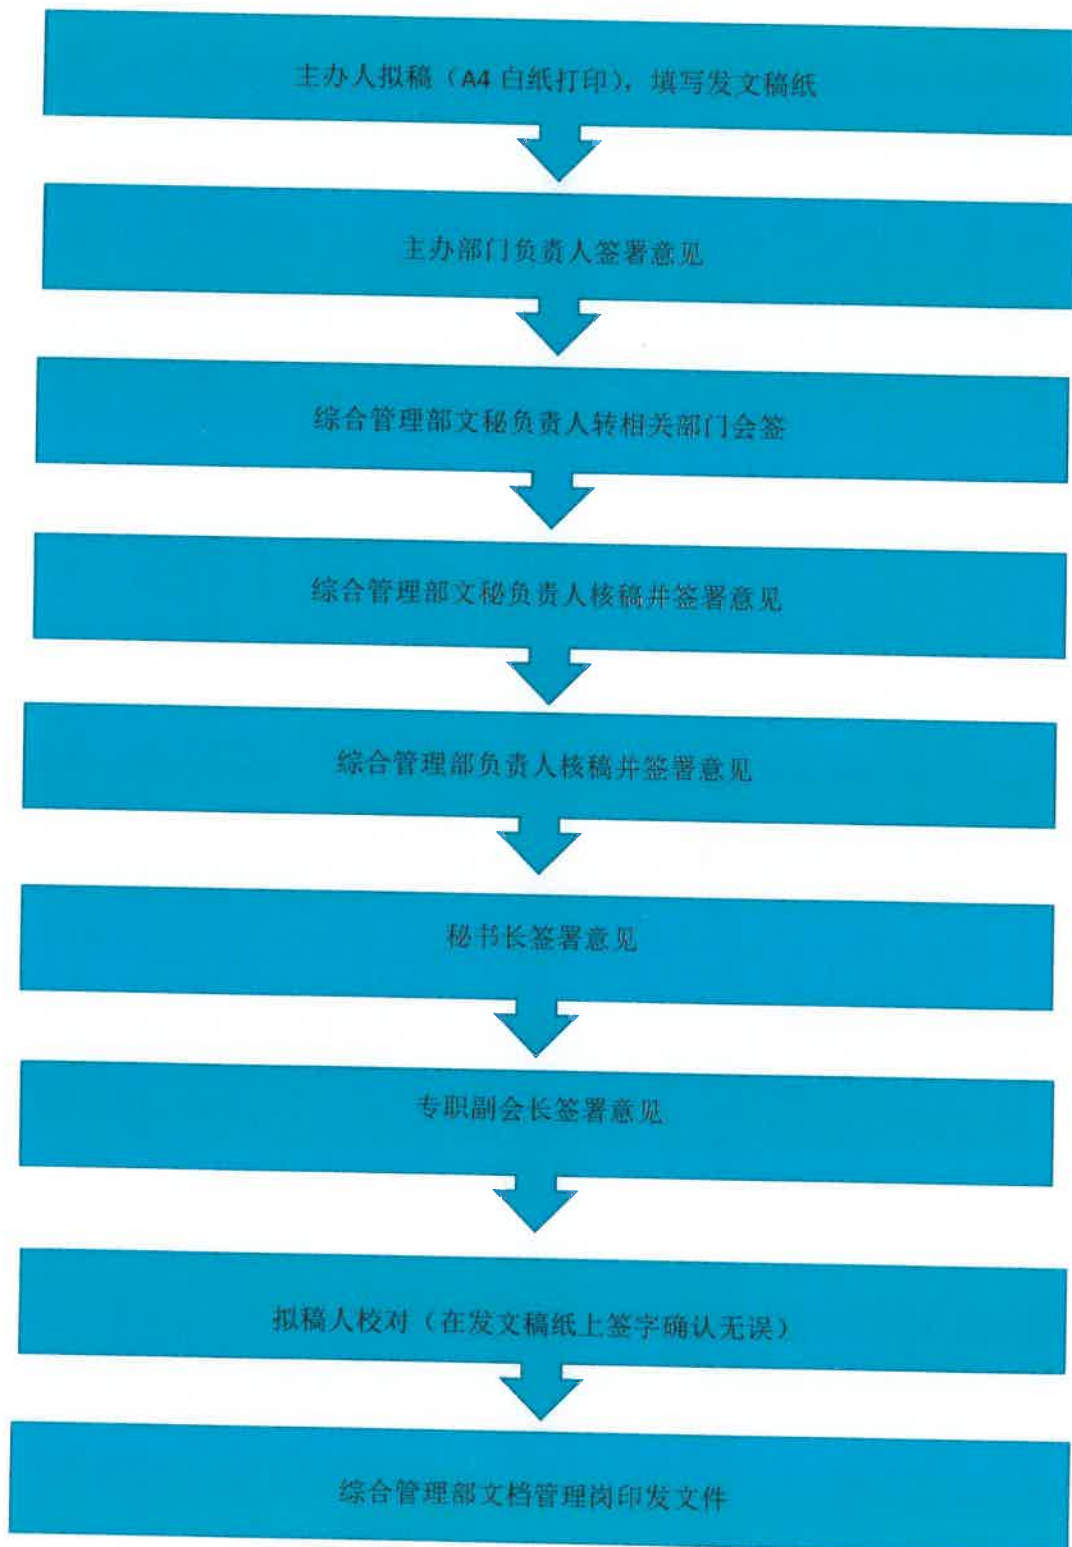 主办人拟稿（A4 白纸打印），填写发文稿纸
主办部门负责人签署意见
综合管理部文秘负责人转相关部门会签
综合管理部文秘负责人核稿并签署意见
综合管理部负责人核稿并签署意见
秘书长签署意见
专职副会长签署意见
拟稿人校对（在发文稿纸上签字确认无误）
综合管理部文档管理岗印发文件